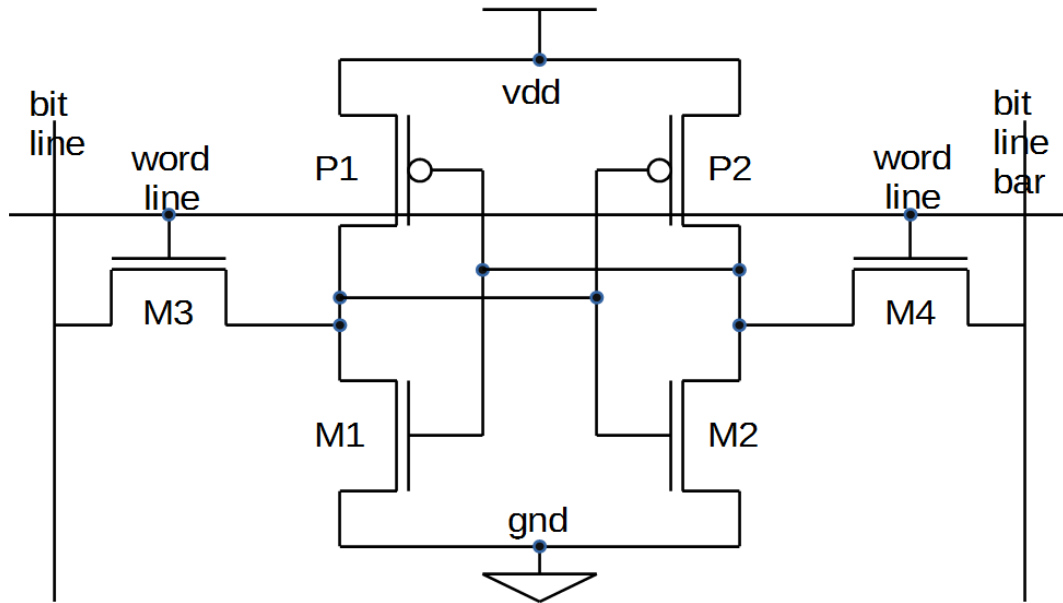 vdd
bit
line
word
line
P1
P2
word
line
bit
line
bar
M3
M4
M1
M2
gnd